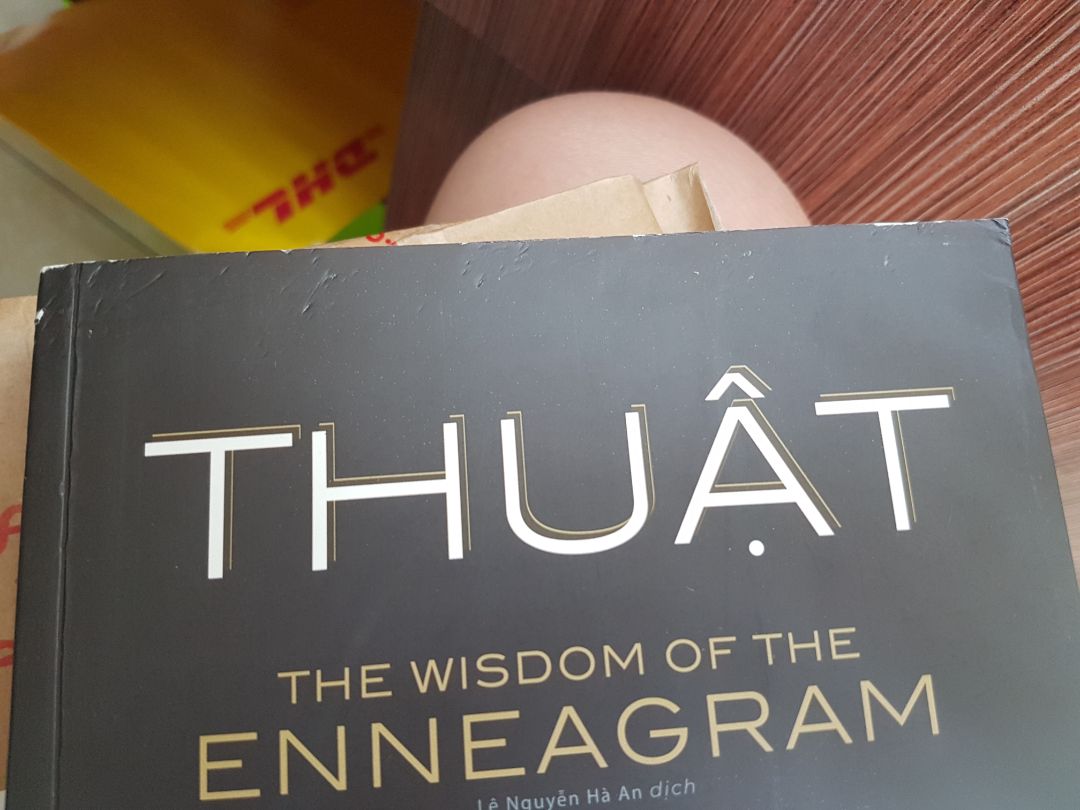 DHL
THUẬT
THE WISDOM OF THE
ENNEAGRAM
Lê Nguyễn Hà An dịch